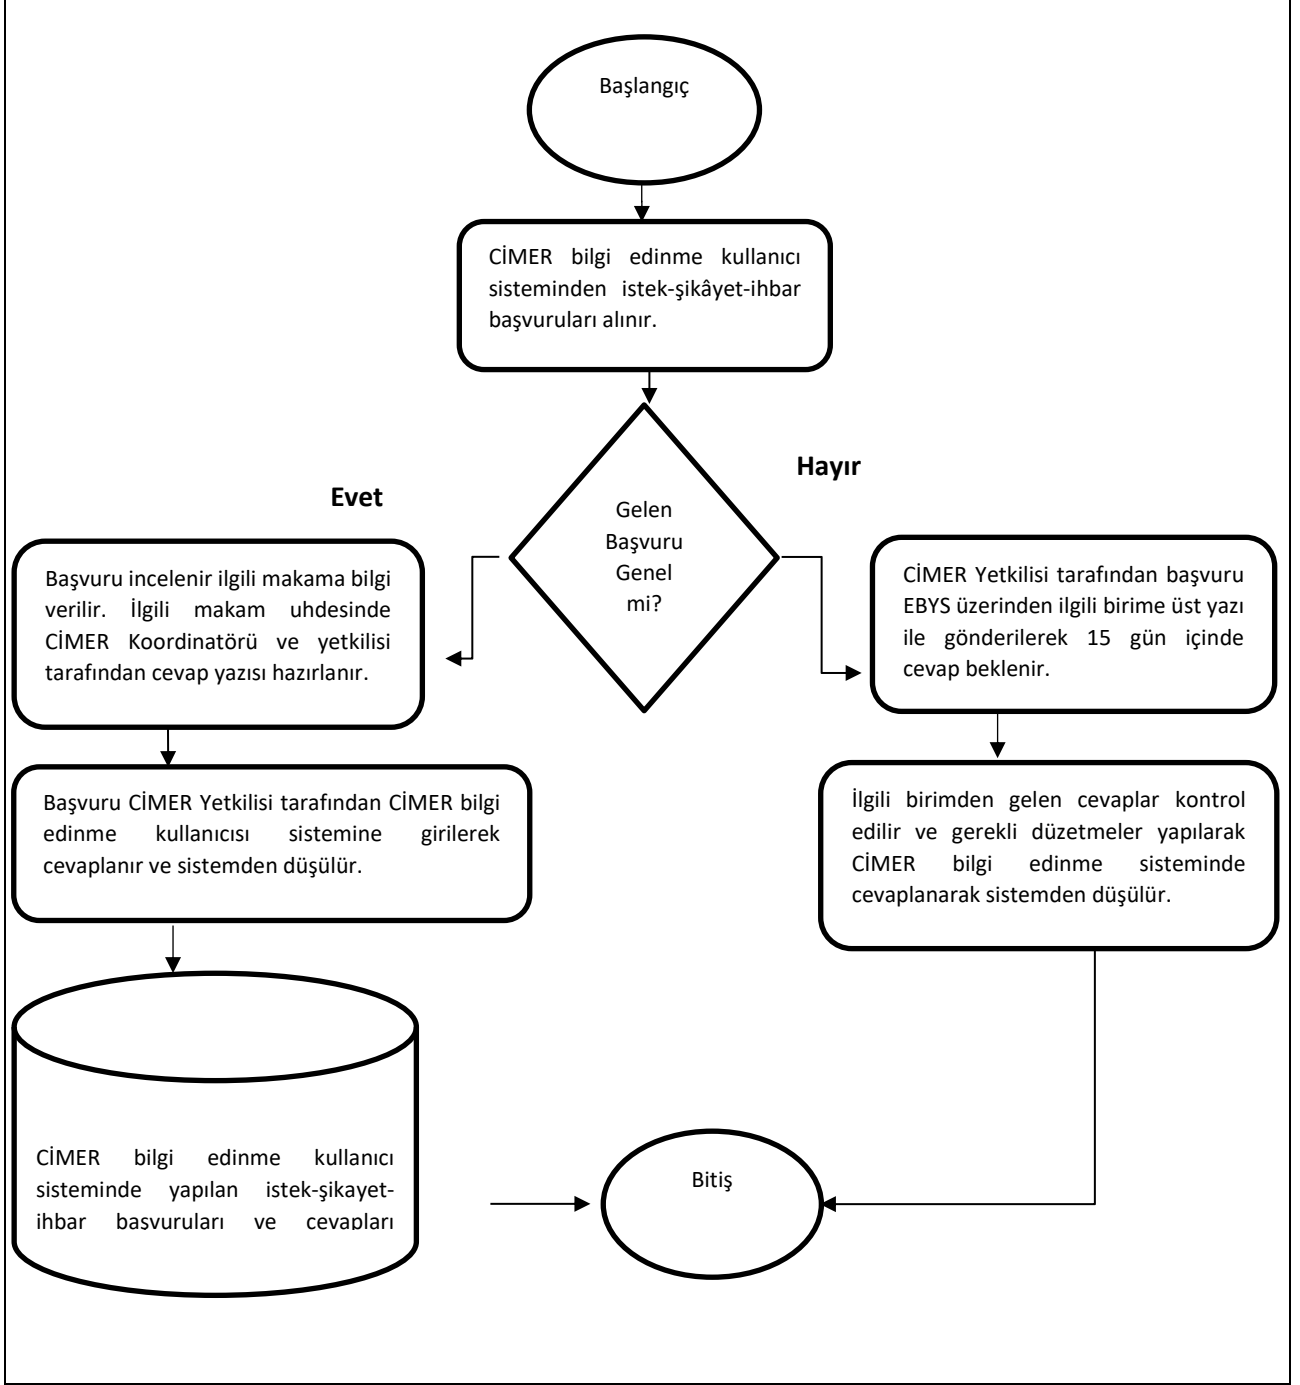 Başlangıç
CİMER bilgi edinme kullanıcı
sisteminden istek-şikâyet-ihbar
başvuruları alınır.
Hayır
Evet
Gelen
Başvuru
Genel
mi?
Başvuru incelenir ilgili makama bilgi
verilir. İlgili makam uhdesinde
CİMER Koordinatörü ve yetkilisi
tarafından cevap yazısı hazırlanır.
CİMER Yetkilisi tarafından başvuru
EBYS üzerinden ilgili birime üst yazı
ile gönderilerek 15 gün içinde
cevap beklenir.
Başvuru CİMER Yetkilisi tarafından CİMER bilgi
edinme kullanıcısı sistemine girilerek
cevaplanır ve sistemden düşülür.
İlgili birimden gelen cevaplar kontrol
edilir ve gerekli düzetmeler yapılarak
CİMER bilgi edinme sisteminde
cevaplanarak sistemden düşülür.
CİMER bilgi edinme kullanıcı
sisteminde yapılan istek-şikayet-
ihbar başvuruları ve cevapları
Bitiş